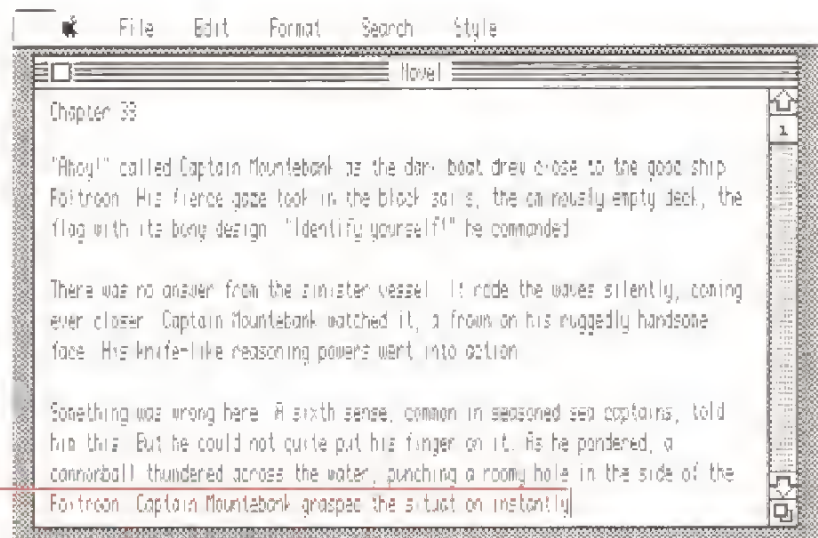 File Edit Format Search Style
Novel
Chapter 39
1
"Ahoy!" called Captain Mountebank as the dark boat drew close to the good ship
Poltroon. His fierce gaze took in the black sails, the ominously empty deck, the
flag with its bony design. "Identify yourself!" he commanded.
There was no answer from the sinister vessel. It rode the waves silently, coming
ever closer. Captain Mountebank watched it, a frown on his ruggedly handsome
face. His knife-like reasoning powers went into action.
Something was wrong here. A sixth sense, common in seasoned sea captains, told
him this. But he could not quite put his finger on it. As he pondered, a
cannonball thundered across the water, punching a roomy hole in the side of the
Poltroon. Captain Mountebank grasped the situation instantly